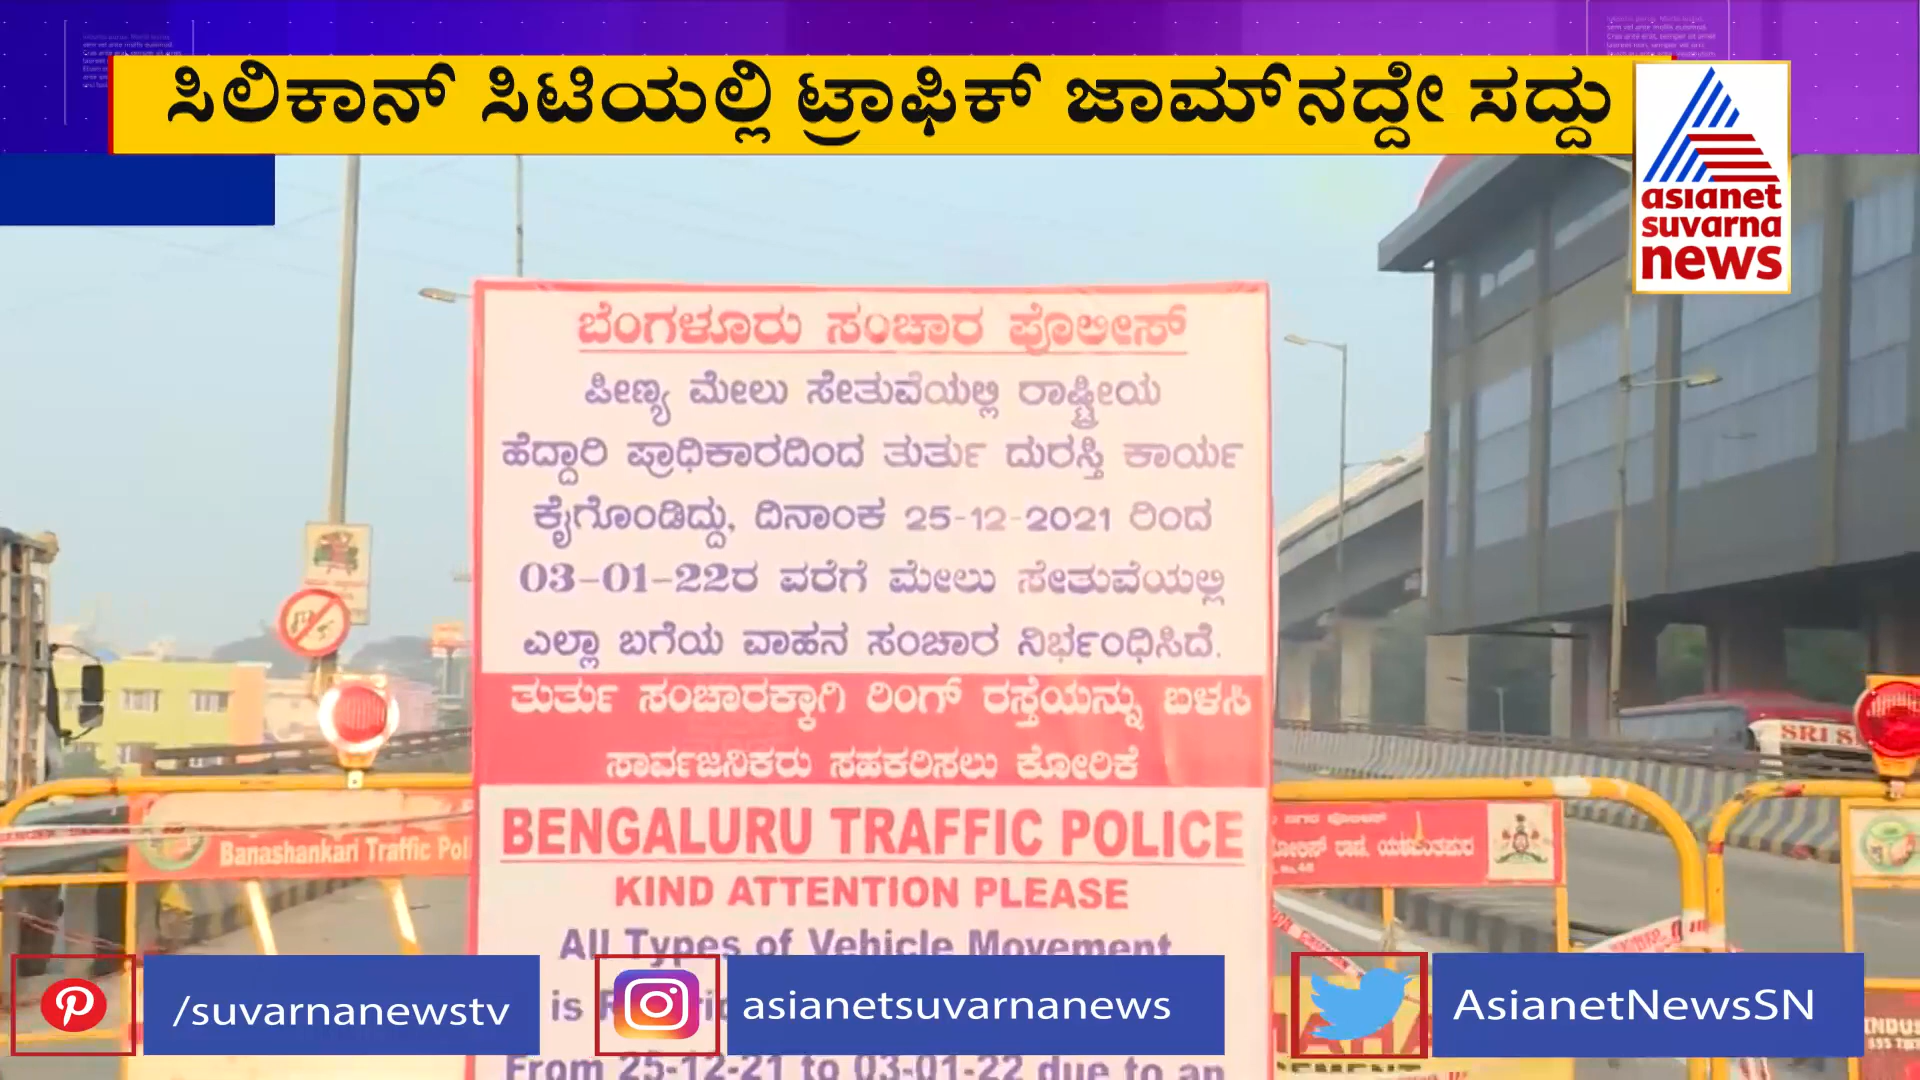 ಸಿಲಿಕಾನ್ ಸಿಟಿಯಲ್ಲಿ ಟ್ರಾಫಿಕ್ ಜಾಮ್‌ನದ್ದೇ ಸದ್ದು
asianet
suvarna
news
ಬೆಂಗಳೂರು ಸಂಚಾರ ಪೊಲೀಸ್
ಪೀಣ್ಯ ಮೇಲು ಸೇತುವೆಯಲ್ಲಿ ರಾಷ್ಟ್ರೀಯ
ಹೆದ್ದಾರಿ ಪ್ರಾಧಿಕಾರದಿಂದ ತುರ್ತು ದುರಸ್ತಿ ಕಾರ್ಯ
ಕೈಗೊಂಡಿದ್ದು, ದಿನಾಂಕ 25-12-2021 ರಿಂದ
03-01-22ರ ವರೆಗೆ ಮೇಲು ಸೇತುವೆಯಲ್ಲಿ
ಎಲ್ಲಾ ಬಗೆಯ ವಾಹನ ಸಂಚಾರ ನಿರ್ಭಂಧಿಸಿದೆ.
ತುರ್ತು ಸಂಚಾರಕ್ಕಾಗಿ ರಿಂಗ್ ರಸ್ತೆಯನ್ನು ಬಳಸಿ
ಸಾರ್ವಜನಿಕರು ಸಹಕರಿಸಲು ಕೋರಿಕೆ
BENGALURU TRAFFIC POLICE
KIND ATTENTION PLEASE
All Types of Vehicle Movement
is
From 25-12-21 to 03-01-22 due to an
Banashankari Traffic Pol
SRI S
/suvarnanewstv
asianetsuvarnanews
AsianetNewsSN